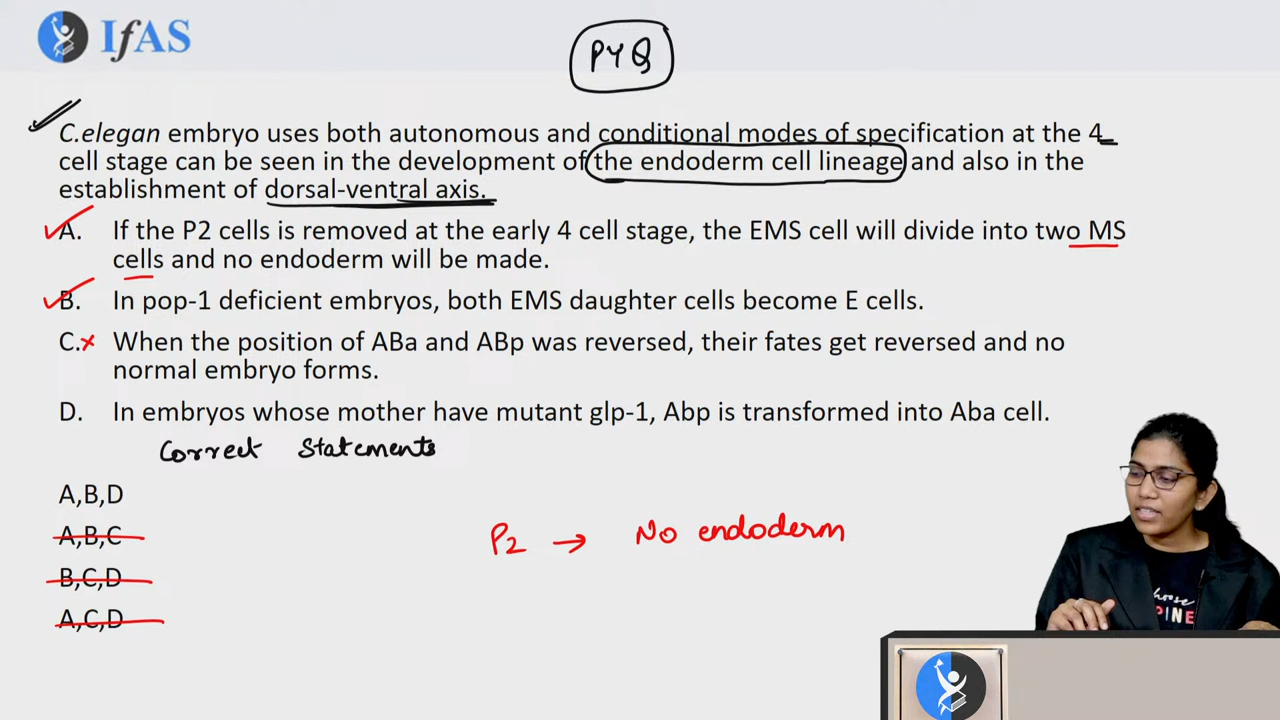 IfAS
PYQ
C.elegan embryo uses both autonomous and conditional modes of specification at the 4
cell stage can be seen in the development of the endoderm cell lineage and also in the
establishment of dorsal-ventral axis.
A. If the P2 cells is removed at the early 4 cell stage, the EMS cell will divide into two MS
cells and no endoderm will be made.
B. In pop-1 deficient embryos, both EMS daughter cells become E cells.
C. x When the position of ABa and ABp was reversed, their fates get reversed and no
normal embryo forms.
D. In embryos whose mother have mutant glp-1, Abp is transformed into Aba cell.
Correct Statements
A,B,D
A,B,C
P2 → No endoderm
B,C,D
A,C,D